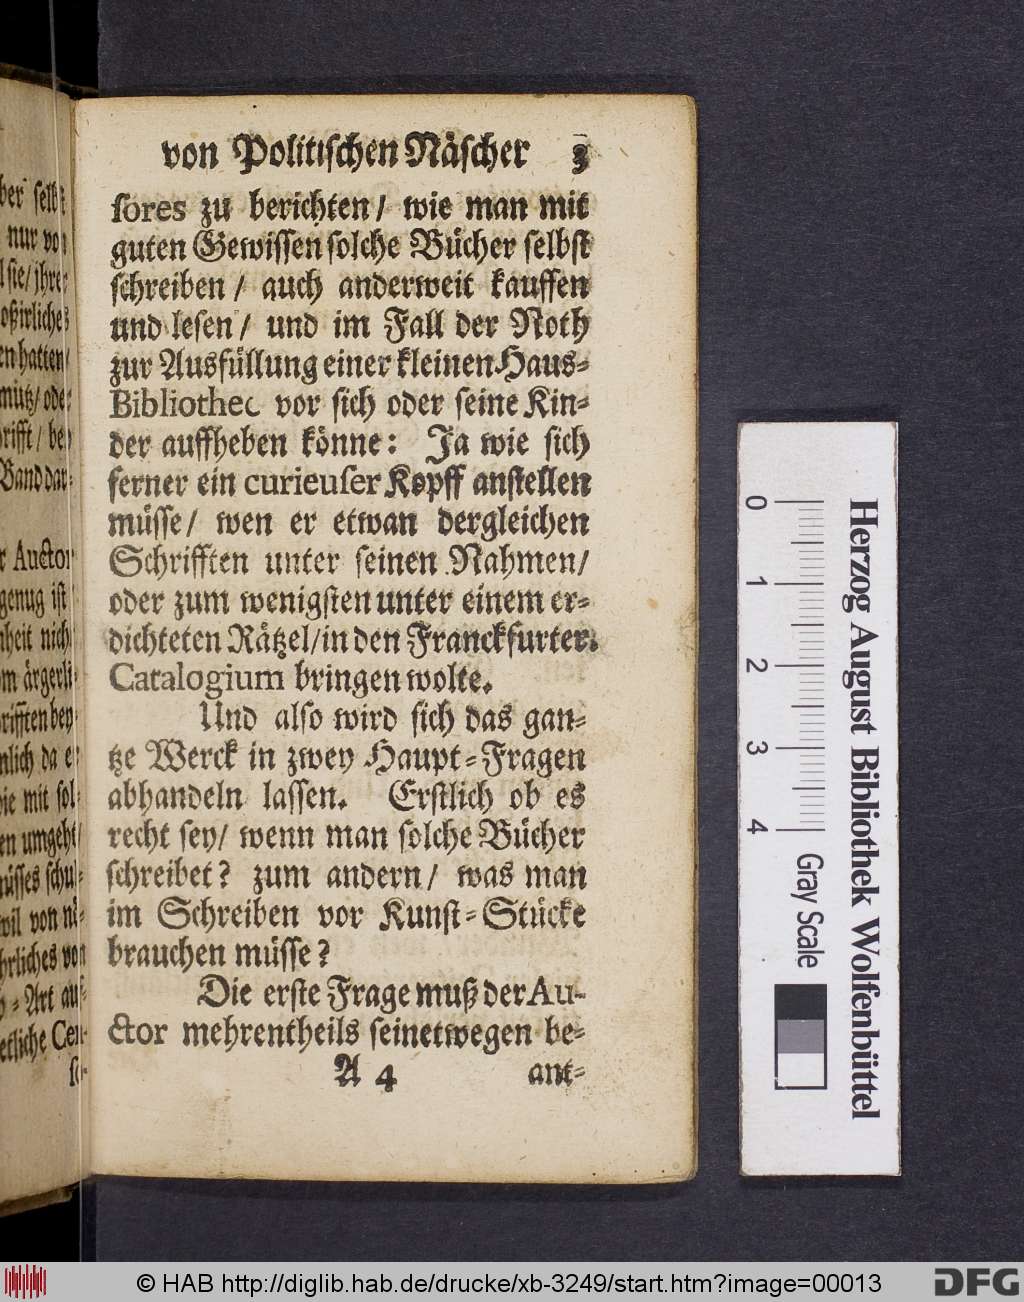 von Politischen Näscher 3
sores zu berichten/ wie man mit
guten Gewissen solche Bücher selbst
schreiben/ auch anderweit kauffen
und lesen/ und im Fall der Noth
zur Ausfüllung einer kleinen Haus-
Bibliothec vor sich oder seine Kin-
der auffheben könne: Ja wie sich
ferner ein curieuser Kopff anstellen
müsse/ wen er etwan dergleichen
Schrifften unter seinen Nahmen/
oder zum wenigsten unter einem er-
dichteten Rätzel/ in den Franckfurter.
Catalogium bringen wolte.
Und also wird sich das gan-
tze Werck in zwey Haupt-Fragen
abhandeln lassen. Erstlich ob es
recht sey/ wenn man solche Bücher
schreibet? zum andern/ was man
im Schreiben vor Kunst-Stücke
brauchen müsse?
Die erste Frage muß der Au-
ctor mehrentheils seinetwegen be-
A 4 ant-
0 1 2 3 4 Gray Scale
Herzog August Bibliothek Wolfenbüttel
© HAB http://diglib.hab.de/drucke/xb-3249/start.htm?image=00013
DFG